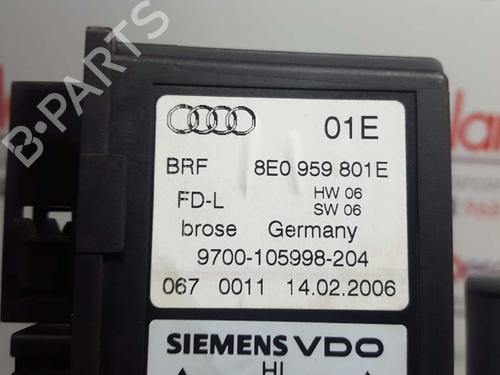 01E
BRF 8E0 959 801E
FD-L HW 06
SW 06
brose Germany
9700-105998-204
067 0011 14.02.2006
SIEMENS VDO
HL
B-PARTS